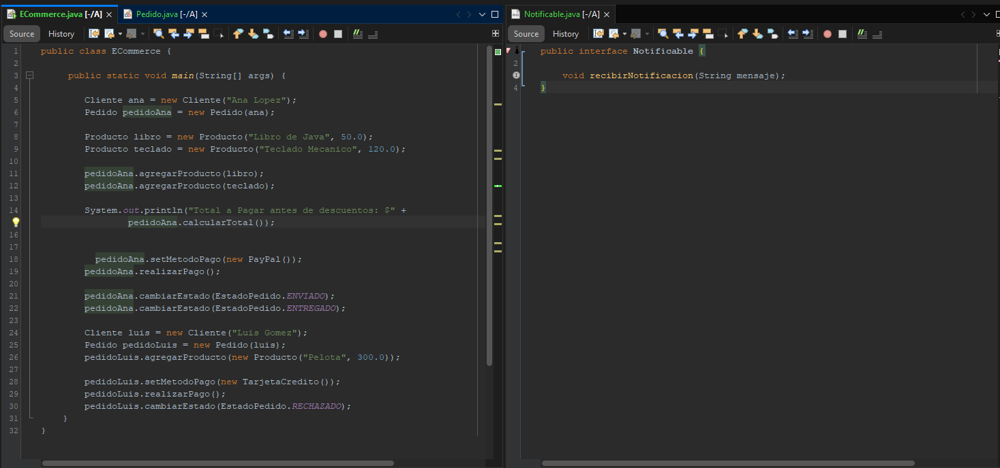 ECommerce.java [-/A]
Pedido.java [-/A]
Source
History
1 public class ECommerce {
2
3 public static void main(String[] args) {
4
5 Cliente ana = new Cliente("Ana Lopez");
6 Pedido pedidoAna = new Pedido(ana);
7
8 Producto libro = new Producto("Libro de Java", 50.0);
9 Producto teclado = new Producto("Teclado Mecanico", 120.0);
10
11 pedidoAna.agregarProducto(libro);
12 pedidoAna.agregarProducto(teclado);
13
14 System.out.println("Total a Pagar antes de descuentos: $" +
pedidoAna.calcularTotal());
16
17
18 pedidoAna.setMetodoPago(new PayPal());
19 pedidoAna.realizarPago();
20
21 pedidoAna.cambiarEstado(EstadoPedido.ENVIADO);
22 pedidoAna.cambiarEstado(EstadoPedido.ENTREGADO);
23
24 Cliente luis = new Cliente("Luis Gomez");
25 Pedido pedidoLuis = new Pedido(luis);
26 pedidoLuis.agregarProducto(new Producto("Pelota", 300.0));
27
28 pedidoLuis.setMetodoPago(new TarjetaCredito());
29 pedidoLuis.realizarPago();
30 pedidoLuis.cambiarEstado(EstadoPedido.RECHAZADO);
31 }
32 }
Notificable.java [-/A]
Source
History
public interface Notificable {
2
void recibirNotificacion(String mensaje);
4 }